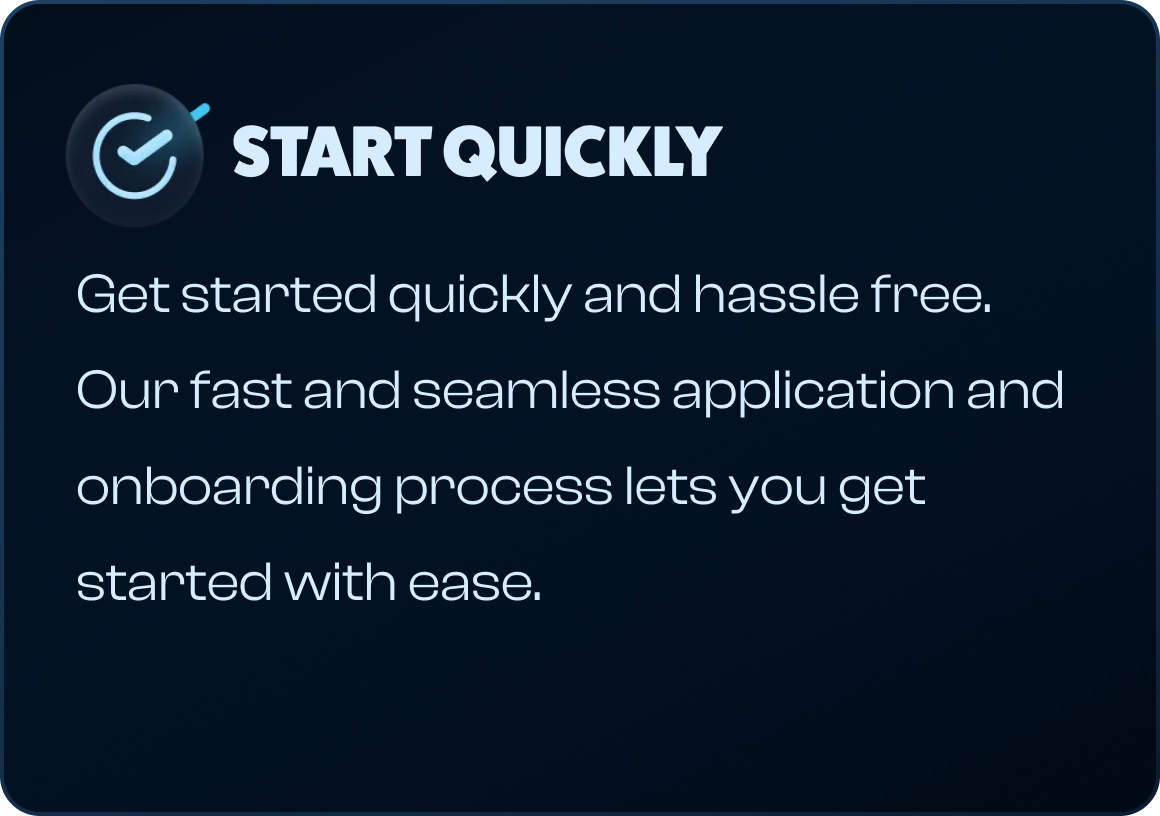 START QUICKLY
Get started quickly and hassle free.
Our fast and seamless application and
onboarding process lets you get
started with ease.